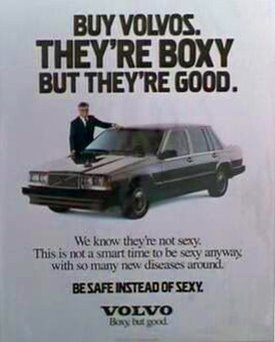 BUY VOLVOS.
THEY'RE BOXY
BUT THEY'RE GOOD.
We know they're not sexy.
This is not a smart time to be sexy anyway,
with so many new diseases around.
BE SAFE INSTEAD OF SEXY.
VOLVO
Boxy, but good.